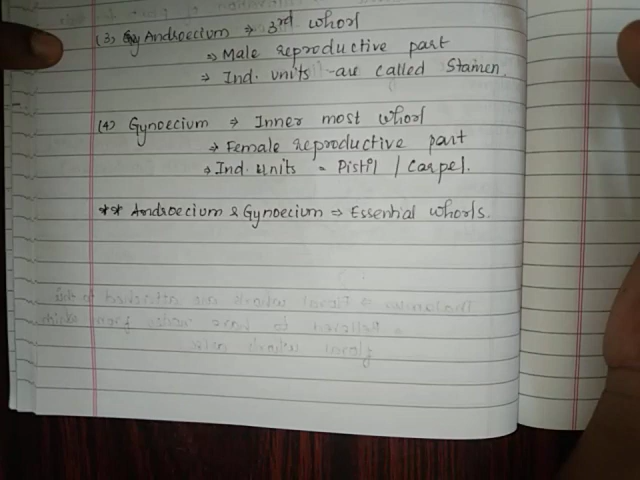 (3) Androecium ⇒ 3rd whorl
⇒ Male reproductive part
⇒ Ind. units are called Stamen.
(4) Gynoecium ⇒ Inner most whorl
⇒ Female reproductive part
⇒ Ind. units = Pistil / Carpel.
** Androecium & Gynoecium ⇒ Essential whorls.